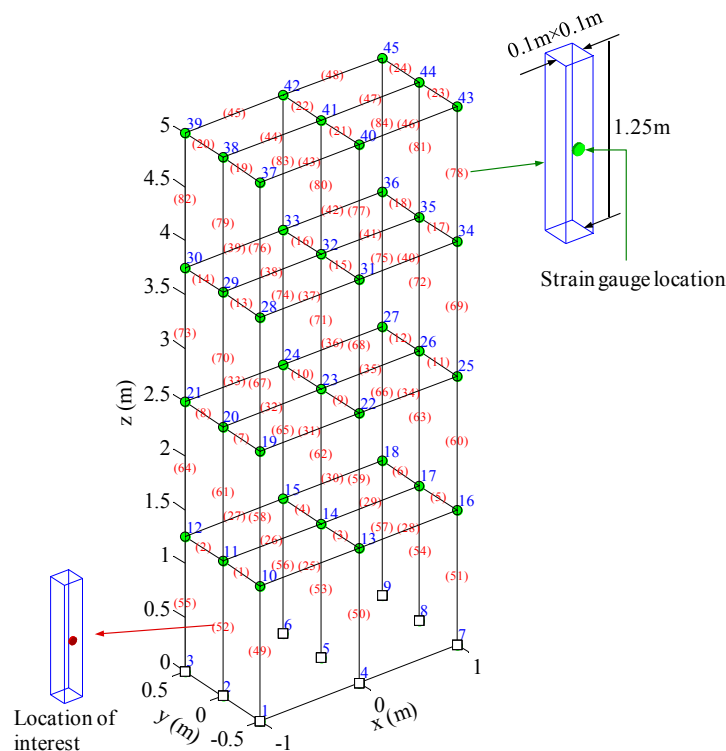 45
0.1m×0.1m
(48) (24) 44
42
(47) (23) 43
(45) (22) 41
5 39 (84) (46)
(44) (21) 40
(20) 38 (81)
(19) 37 (83) (43)
1.25m
(78)
4.5 (82) (80) 36
(42) (77) (18) 35
(79) 33 (17)
4 (39) (76) (16) 32 (41) 34
30 (75) (40)
(14) 29 (38) (15) 31
(13) 28 (74) (37) (72)
3.5 (69)
Strain gauge location
(73) (71) 27
3 (70) (36) (68) (12) 26
24 (35) (11) 25
(33) (67) (10) 23
2.5 21 (66) (34)
(8) 20 (32) (9) 22
(7) 19 (65) (31) (63)
z (m)
2 (62) (60)
(64) 18
(61) (30) (59) (6) 17
1.5 15 (29) (5) 16
(27) (58) (4) 14
12 (57) (28)
(2) 11 (26) (3) 13
1 (1) 10 (56) (25) (54)
(53) (51)
9
0.5 (55) (50)
(52) 6 8
(49) 5 7
0 3 4
0.5 2 1
0 1 0
Location of
interest
y (m) -0.5 -1 x (m)